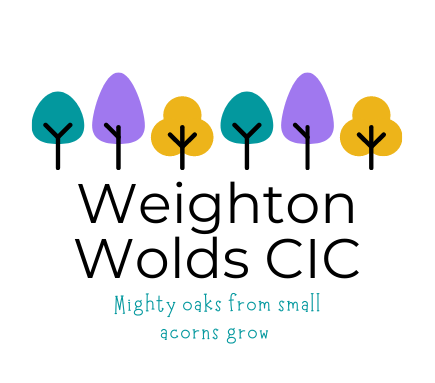 Weighton
Wolds CIC
Mighty oaks from small
acorns grow